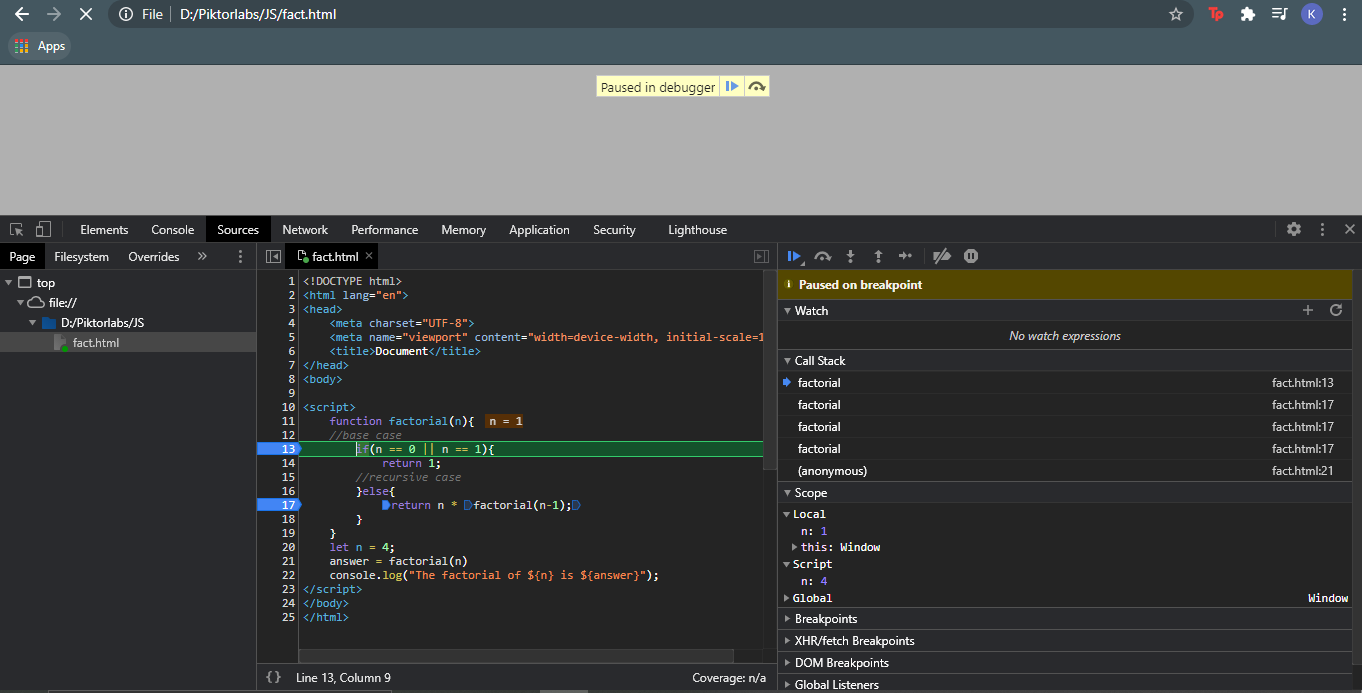 File D:/Piktorlabs/JS/fact.html
Tp
K
Apps
Paused in debugger
Elements Console Sources Network Performance Memory Application Security Lighthouse
Page Filesystem Overrides »
fact.html ×
top
file://
D:/Piktorlabs/JS
fact.html
1 <!DOCTYPE html>
2 <html lang="en">
3 <head>
4 <meta charset="UTF-8">
5 <meta name="viewport" content="width=device-width, initial-scale=1
6 <title>Document</title>
7 </head>
8 <body>
9
10 <script>
11 function factorial(n){ n = 1
12 //base case
13 if(n == 0 || n == 1){
14 return 1;
15 //recursive case
16 }else{
17 return n * factorial(n-1);
18 }
19 }
20 let n = 4;
21 answer = factorial(n)
22 console.log("The factorial of ${n} is ${answer}");
23 </script>
24 </body>
25 </html>
{} Line 13, Column 9 Coverage: n/a
Paused on breakpoint
Watch
No watch expressions
Call Stack
factorial fact.html:13
factorial fact.html:17
factorial fact.html:17
factorial fact.html:17
(anonymous) fact.html:21
Scope
Local
n: 1
this: Window
Script
n: 4
Global Window
Breakpoints
XHR/fetch Breakpoints
DOM Breakpoints
Global Listeners